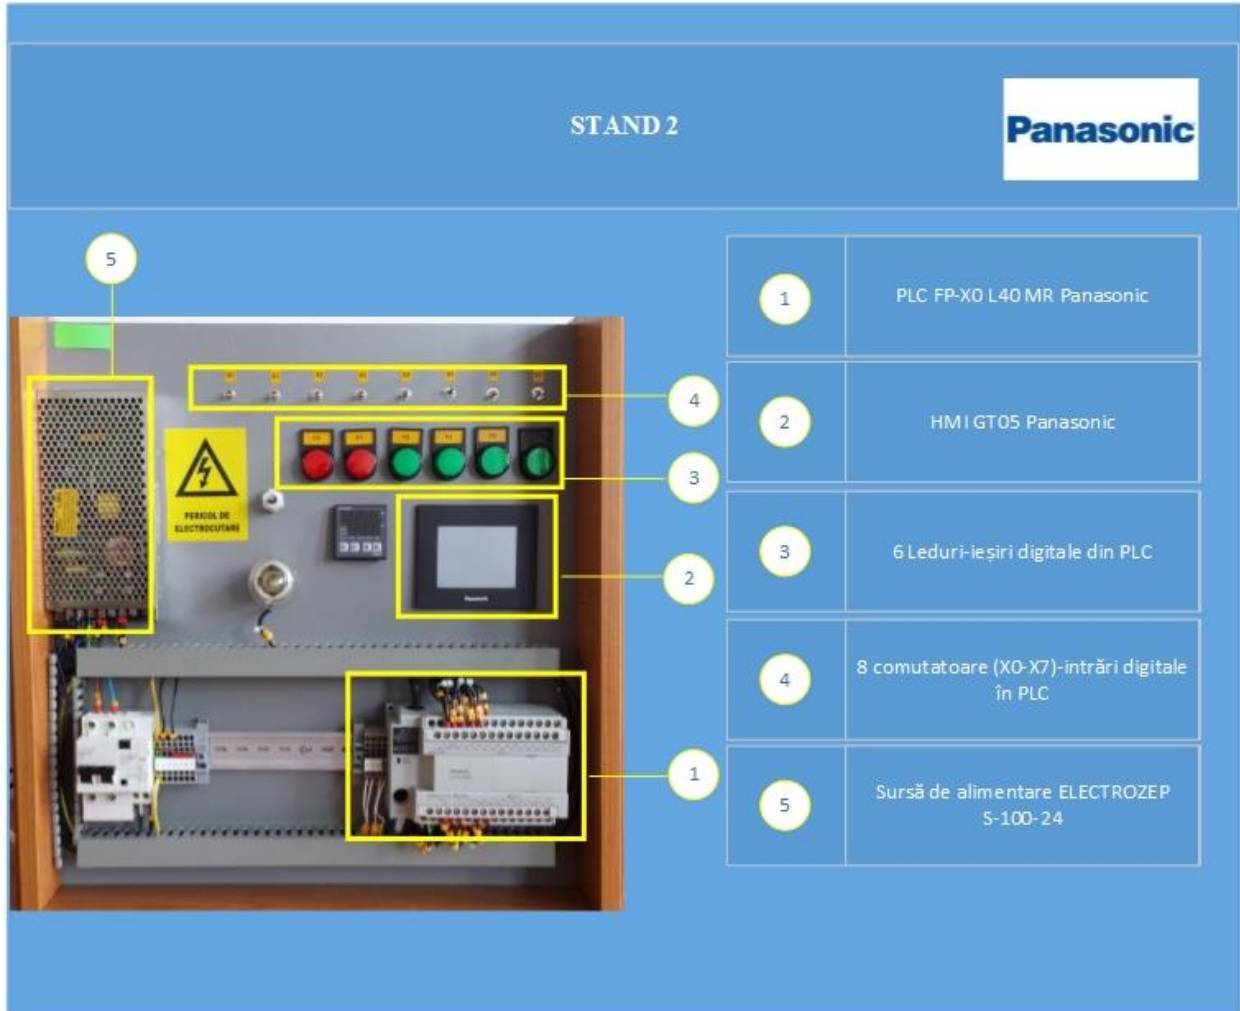 STAND 2
Panasonic
5
4
3
2
1
PERICOL DE
ELECTROCUTARE
Panasonic
1
PLC FP-X0 L40 MR Panasonic
2
HMI GT05 Panasonic
3
6 Leduri-ieșiri digitale din PLC
4
8 comutatoare (X0-X7)-intrări digitale
în PLC
5
Sursă de alimentare ELECTROZEP
S-100-24